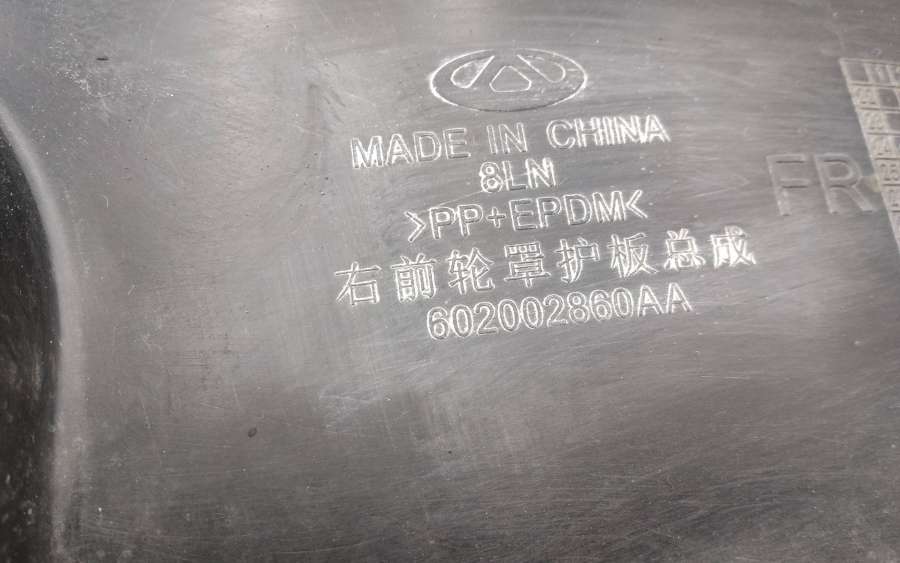 MADE IN CHINA
8LN
>PP+EPDM<
右前轮罩护板总成
602002860AA
FR